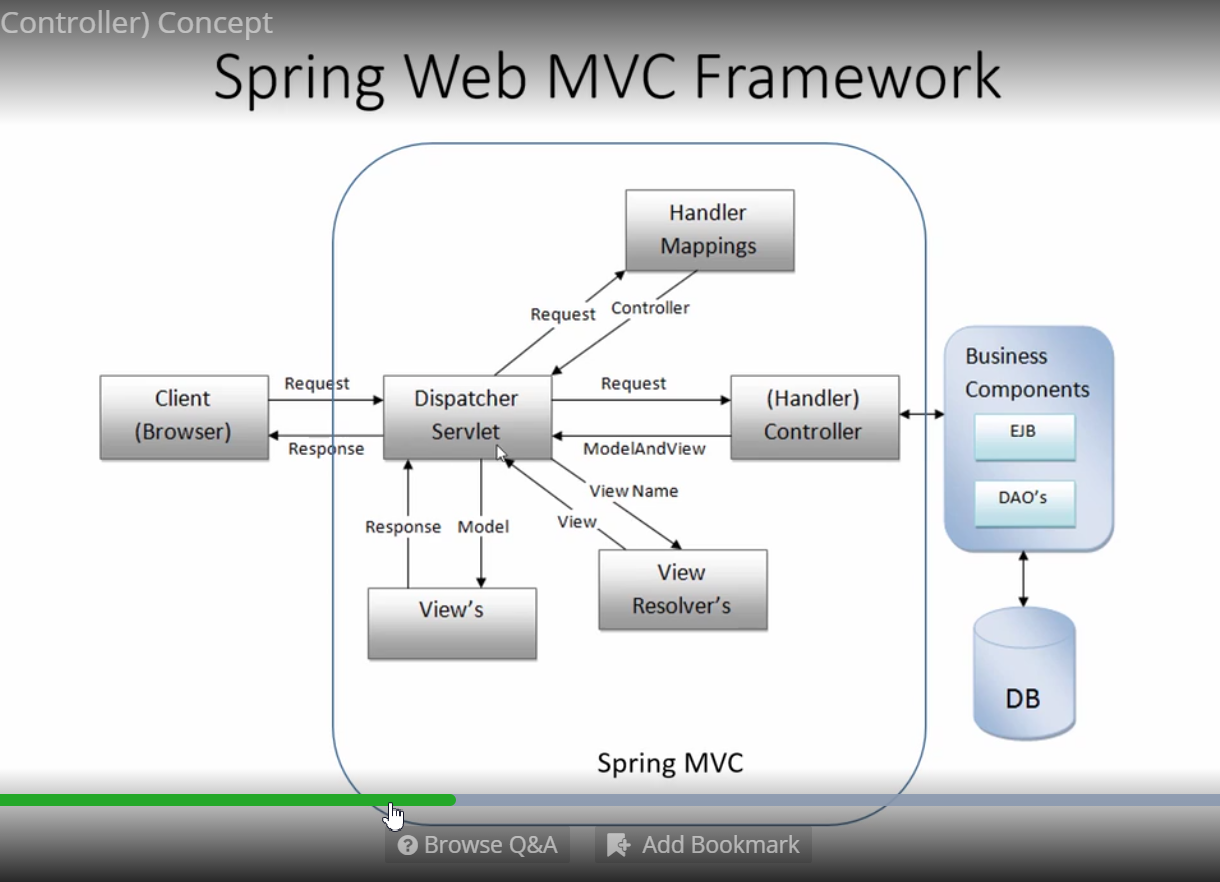 Controller) Concept
Spring Web MVC Framework
Handler
Mappings
Request
Controller
Client
(Browser)
Request
Response
Dispatcher
Servlet
Request
ModelAndView
(Handler)
Controller
Business
Components
EJB
DAO's
View Name
View
Response
Model
View's
View
Resolver's
DB
Spring MVC
Browse Q&A
Add Bookmark